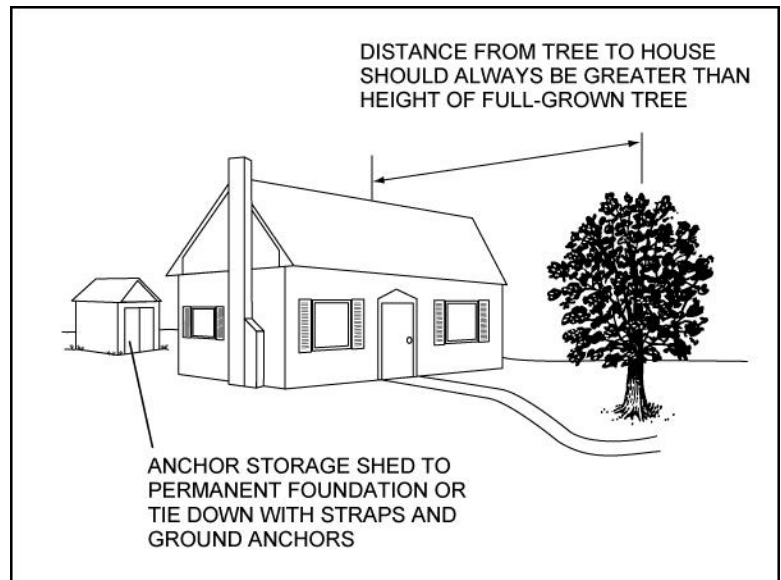 DISTANCE FROM TREE TO HOUSE
SHOULD ALWAYS BE GREATER THAN
HEIGHT OF FULL-GROWN TREE
ANCHOR STORAGE SHED TO
PERMANENT FOUNDATION OR
TIE DOWN WITH STRAPS AND
GROUND ANCHORS